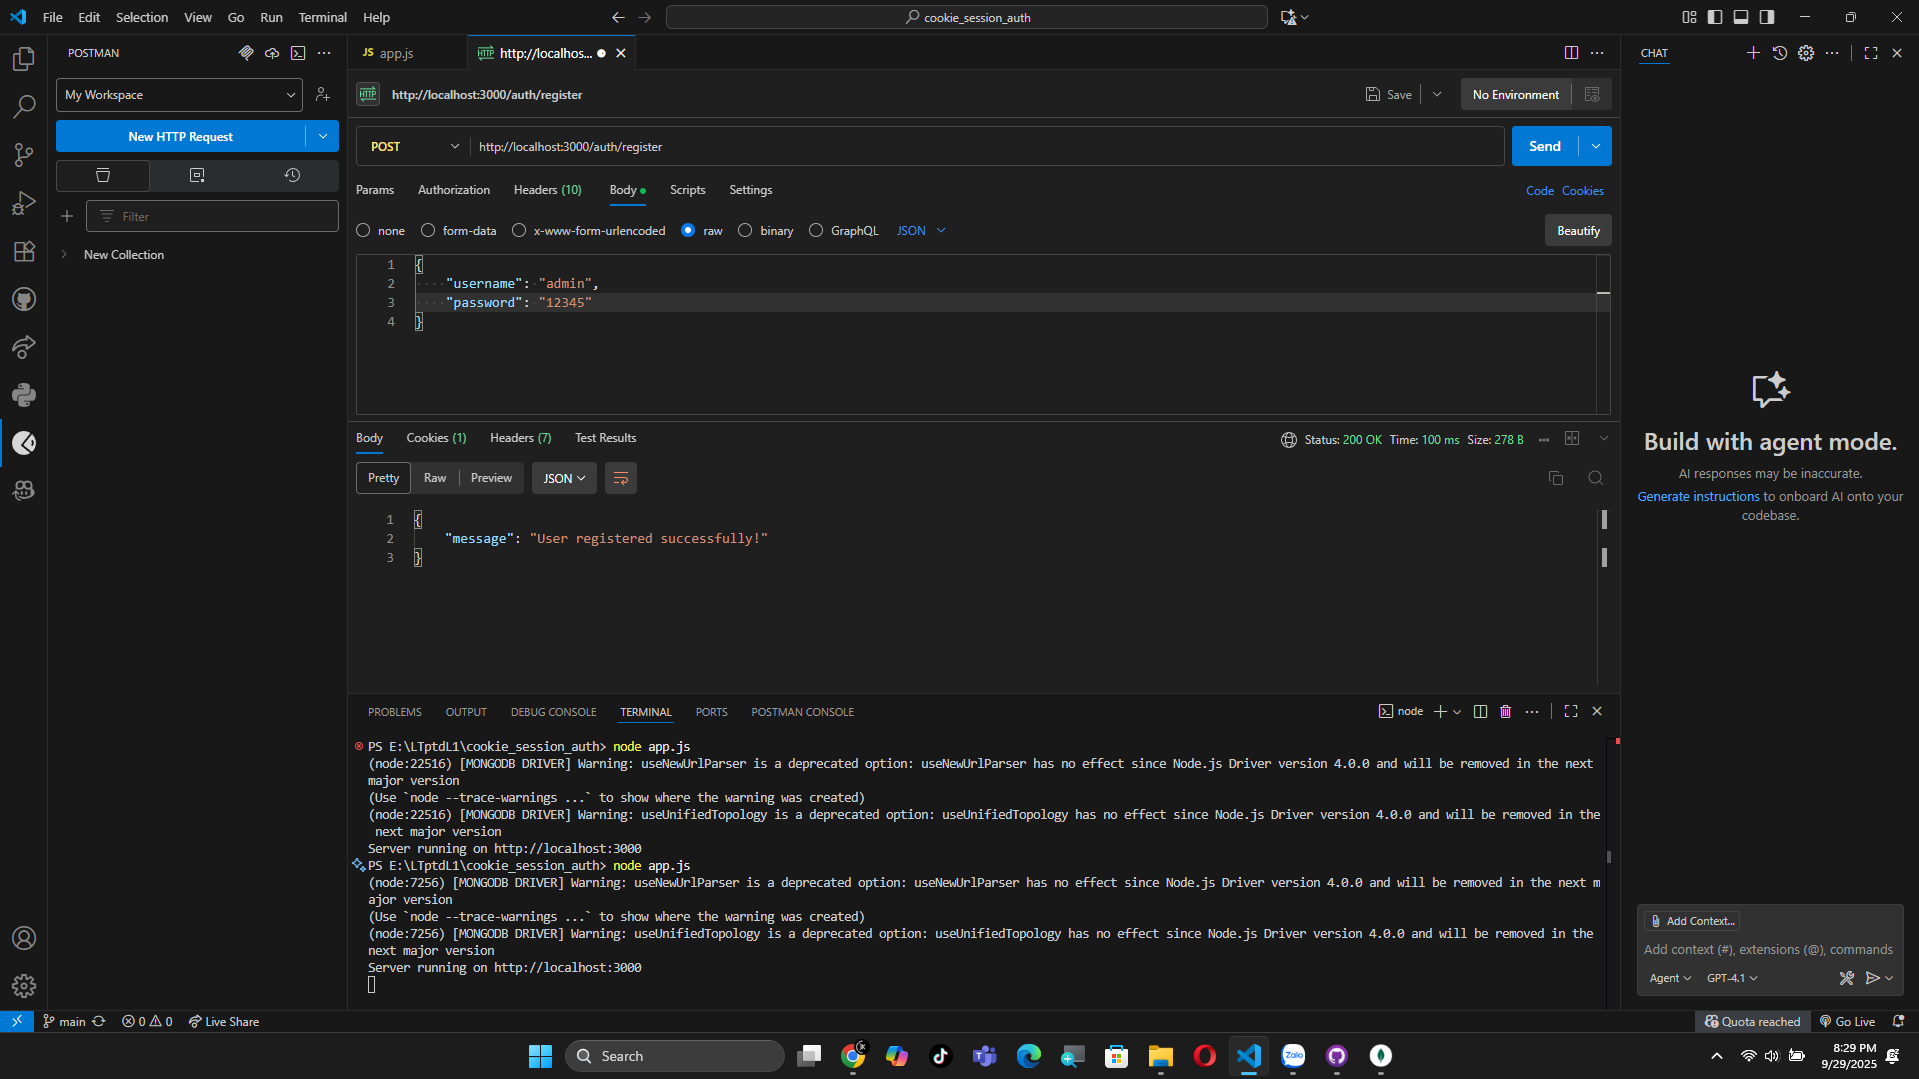 File Edit Selection View Go Run Terminal Help
cookie_session_auth
POSTMAN
My Workspace
New HTTP Request
Filter
New Collection
JS app.js
HTTP http://localhos...
HTTP http://localhost:3000/auth/register
Save
No Environment
POST http://localhost:3000/auth/register
Send
Params Authorization Headers (10) Body Scripts Settings
Code Cookies
none form-data x-www-form-urlencoded raw binary GraphQL JSON
Beautify
1 {
2 "username": "admin",
3 "password": "12345"
4 }
Body Cookies (1) Headers (7) Test Results
Status: 200 OK Time: 100 ms Size: 278 B
Pretty Raw Preview JSON
1 {
2 "message": "User registered successfully!"
3 }
PROBLEMS OUTPUT DEBUG CONSOLE TERMINAL PORTS POSTMAN CONSOLE
node
PS E:\LTptdL1\cookie_session_auth> node app.js
(node:22516) [MONGODB DRIVER] Warning: useNewUrlParser is a deprecated option: useNewUrlParser has no effect since Node.js Driver version 4.0.0 and will be removed in the next
major version
(Use `node --trace-warnings ...` to show where the warning was created)
(node:22516) [MONGODB DRIVER] Warning: useUnifiedTopology is a deprecated option: useUnifiedTopology has no effect since Node.js Driver version 4.0.0 and will be removed in the
next major version
Server running on http://localhost:3000
PS E:\LTptdL1\cookie_session_auth> node app.js
(node:7256) [MONGODB DRIVER] Warning: useNewUrlParser is a deprecated option: useNewUrlParser has no effect since Node.js Driver version 4.0.0 and will be removed in the next m
ajor version
(Use `node --trace-warnings ...` to show where the warning was created)
(node:7256) [MONGODB DRIVER] Warning: useUnifiedTopology is a deprecated option: useUnifiedTopology has no effect since Node.js Driver version 4.0.0 and will be removed in the
next major version
Server running on http://localhost:3000
CHAT
Build with agent mode.
AI responses may be inaccurate.
Generate instructions to onboard AI onto your
codebase.
Add Context...
Add context (#), extensions (@), commands
Agent GPT-4.1
main 0 0 Live Share
Quota reached Go Live
Search
Zalo
8:29 PM
9/29/2025